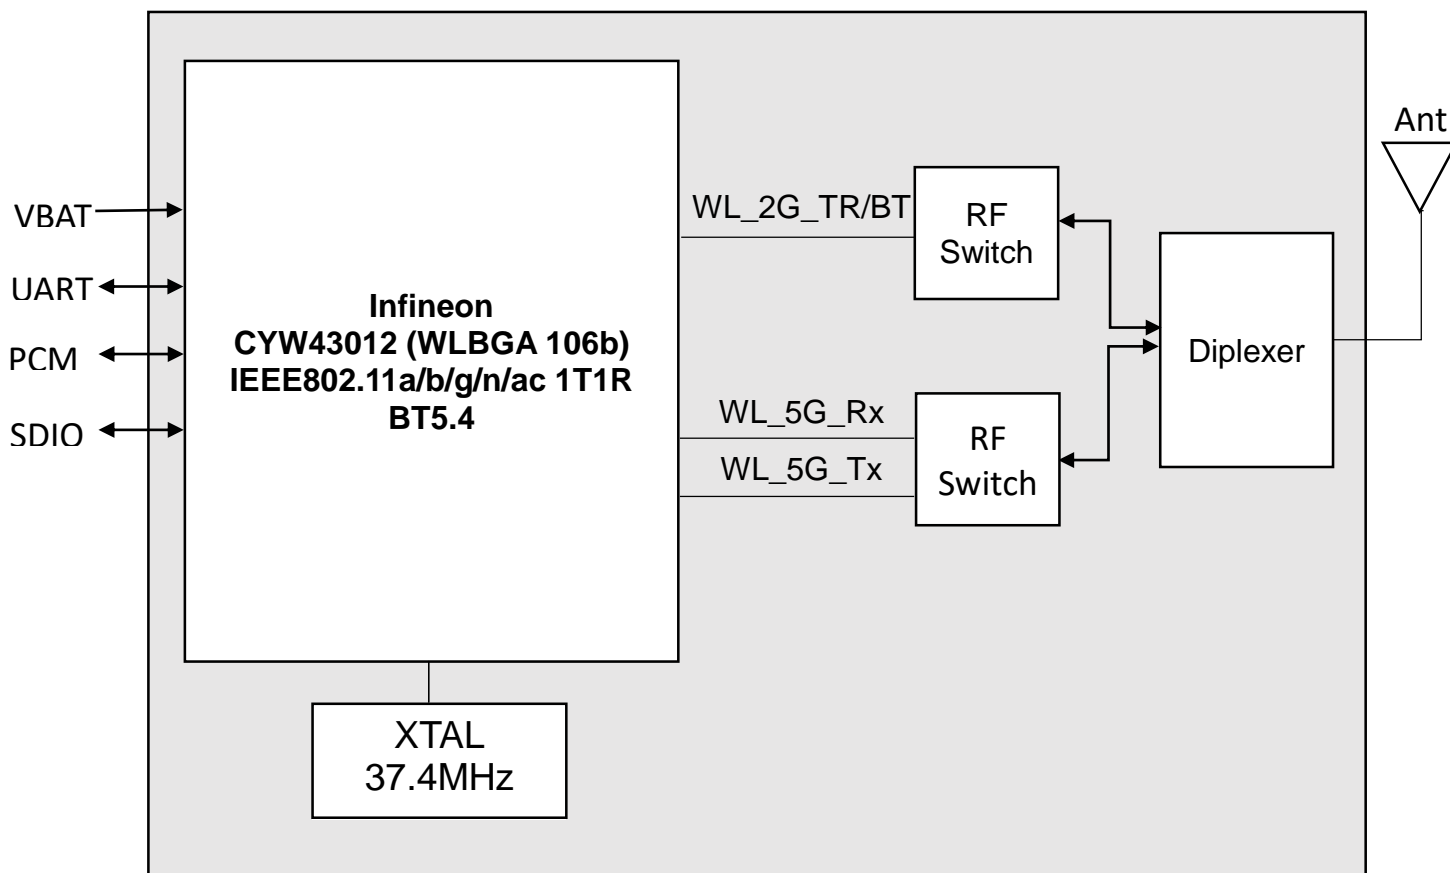 Ant
VBAT
UART
PCM
SDIO
Infineon
CYW43012 (WLBGA 106b)
IEEE802.11a/b/g/n/ac 1T1R
BT5.4
WL_2G_TR/BT
RF
Switch
WL_5G_Rx
WL_5G_Tx
RF
Switch
Diplexer
XTAL
37.4MHz